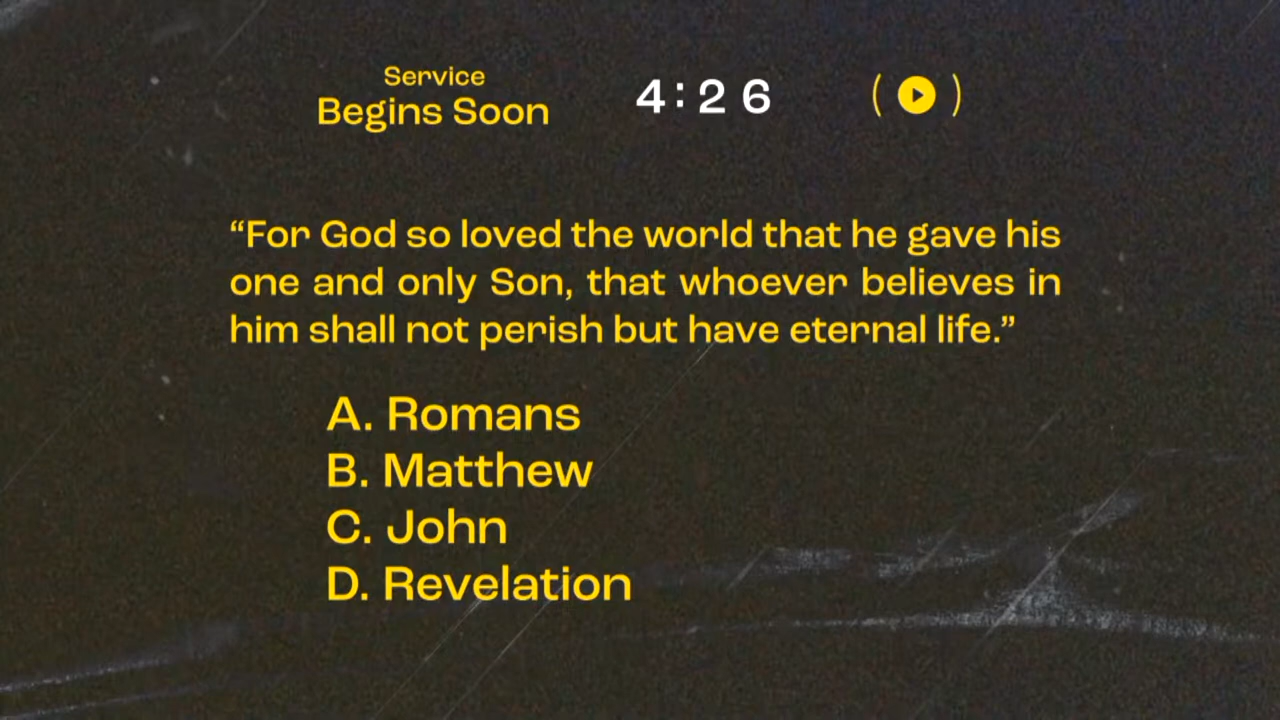 Service
Begins Soon
4:26
“For God so loved the world that he gave his
one and only Son, that whoever believes in
him shall not perish but have eternal life.”
A. Romans
B. Matthew
C. John
D. Revelation